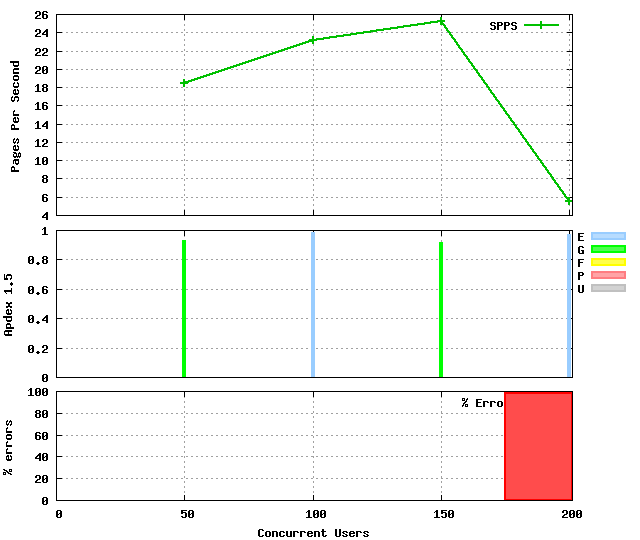 26
24
22
20
18
16
14
12
10
8
6
4
Pages Per Second
SPPS
1
0.8
0.6
0.4
0.2
0
Apdex 1.5
E
G
F
P
U
100
80
60
40
20
0
% errors
% Erro
0 50 100 150 200
Concurrent Users